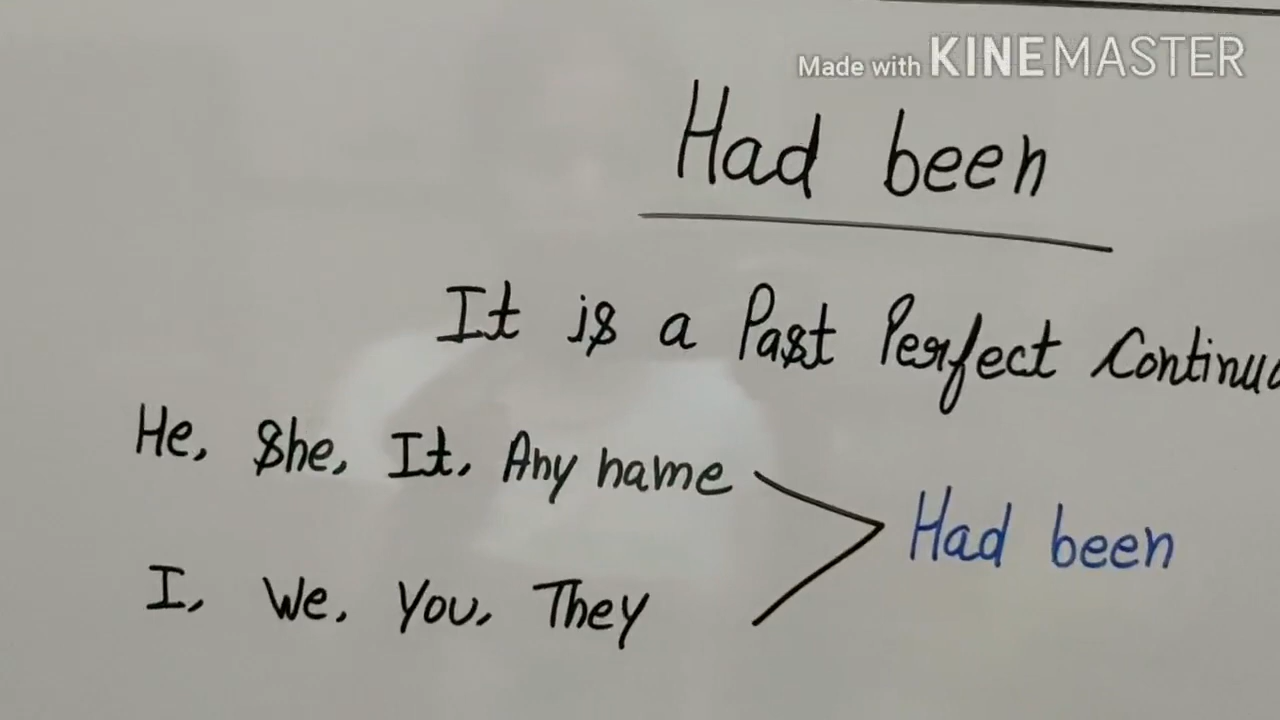 Made with KINEMASTER
Had been
It is a Past Perfect Continuo
He, She, It, Any name
Had been
I, We, You, They